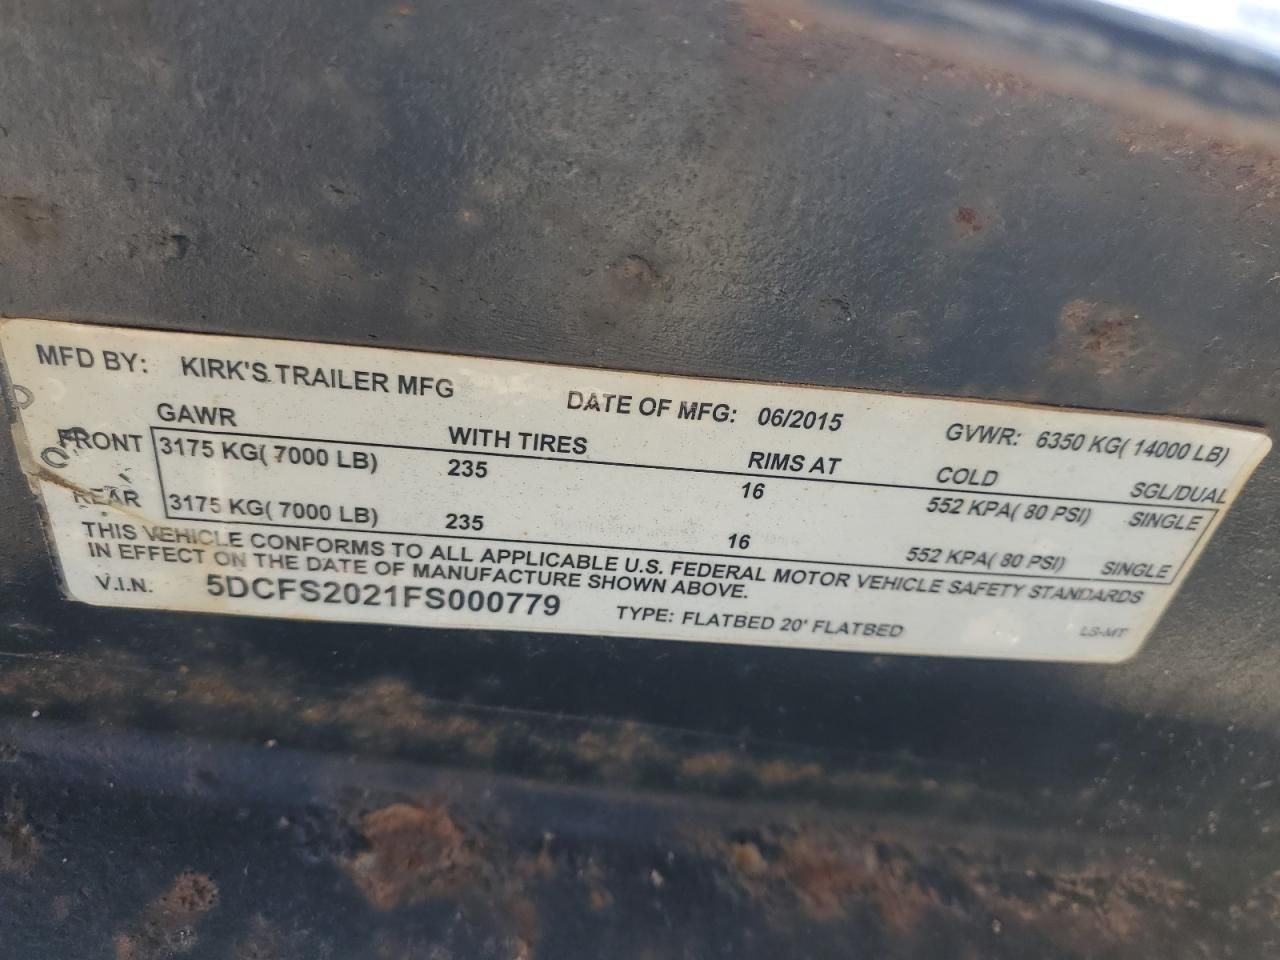 MFD BY: KIRK'S TRAILER MFG DATE OF MFG: 06/2015 GVWR: 6350 KG( 14000 LB)
GAWR WITH TIRES RIMS AT COLD SGL/DUAL
FRONT 3175 KG( 7000 LB) 235 16 552 KPA( 80 PSI) SINGLE
REAR 3175 KG( 7000 LB) 235 16 552 KPA( 80 PSI) SINGLE
THIS VEHICLE CONFORMS TO ALL APPLICABLE U.S. FEDERAL MOTOR VEHICLE SAFETY STANDARDS
IN EFFECT ON THE DATE OF MANUFACTURE SHOWN ABOVE.
V.I.N. 5DCFS2021FS000779 TYPE: FLATBED 20' FLATBED LS-MT